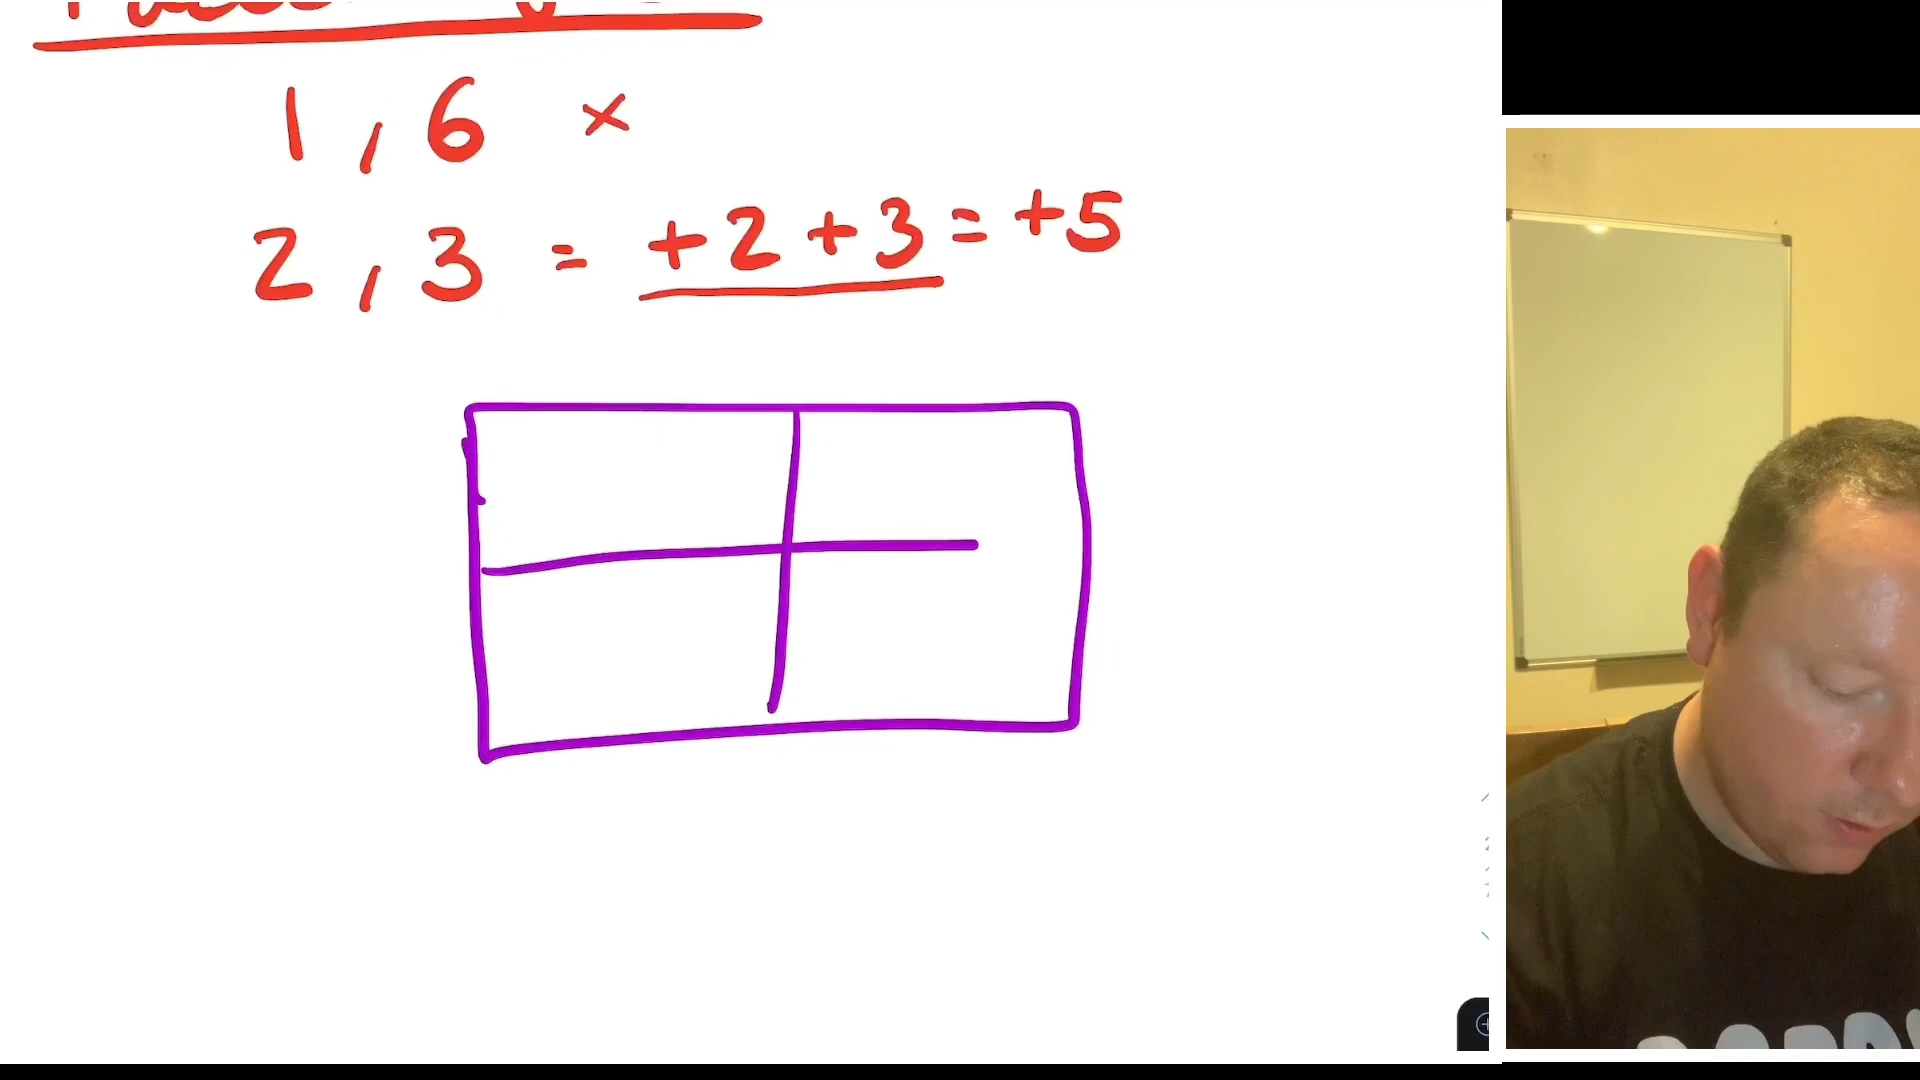 1 , 6 ×
2 , 3 = +2 +3 = +5